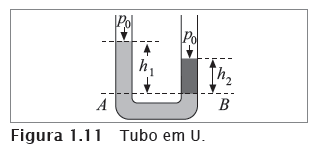 p₀
p₀
h₁
h₂
A
B
Figura 1.11 Tubo em U.